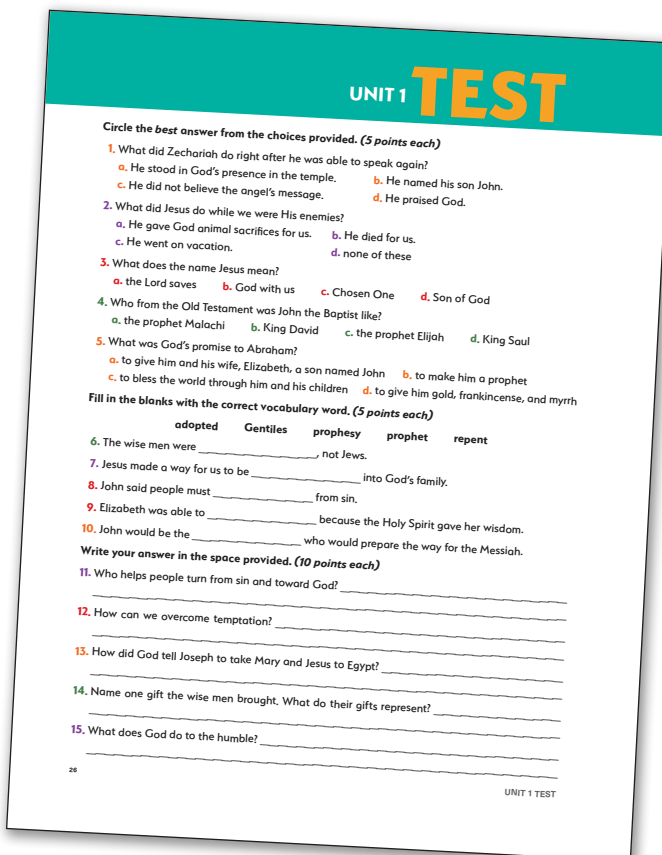 UNIT 1 TEST
Circle the best answer from the choices provided. (5 points each)
1. What did Zechariah do right after he was able to speak again?
a. He stood in God's presence in the temple. b. He named his son John.
c. He did not believe the angel's message. d. He praised God.
2. What did Jesus do while we were His enemies?
a. He gave God animal sacrifices for us. b. He died for us.
c. He went on vacation. d. none of these
3. What does the name Jesus mean?
a. the Lord saves b. God with us c. Chosen One d. Son of God
4. Who from the Old Testament was John the Baptist like?
a. the prophet Malachi b. King David c. the prophet Elijah d. King Saul
5. What was God's promise to Abraham?
a. to give him and his wife, Elizabeth, a son named John b. to make him a prophet
c. to bless the world through him and his children d. to give him gold, frankincense, and myrrh
Fill in the blanks with the correct vocabulary word. (5 points each)
adopted Gentiles prophesy prophet repent
6. The wise men were ____________________, not Jews.
7. Jesus made a way for us to be ____________________ into God's family.
8. John said people must ____________________ from sin.
9. Elizabeth was able to ____________________ because the Holy Spirit gave her wisdom.
10. John would be the ____________________ who would prepare the way for the Messiah.
Write your answer in the space provided. (10 points each)
11. Who helps people turn from sin and toward God? ____________________
12. How can we overcome temptation? ____________________
13. How did God tell Joseph to take Mary and Jesus to Egypt? ____________________
14. Name one gift the wise men brought. What do their gifts represent? ____________________
15. What does God do to the humble? ____________________
26
UNIT 1 TEST